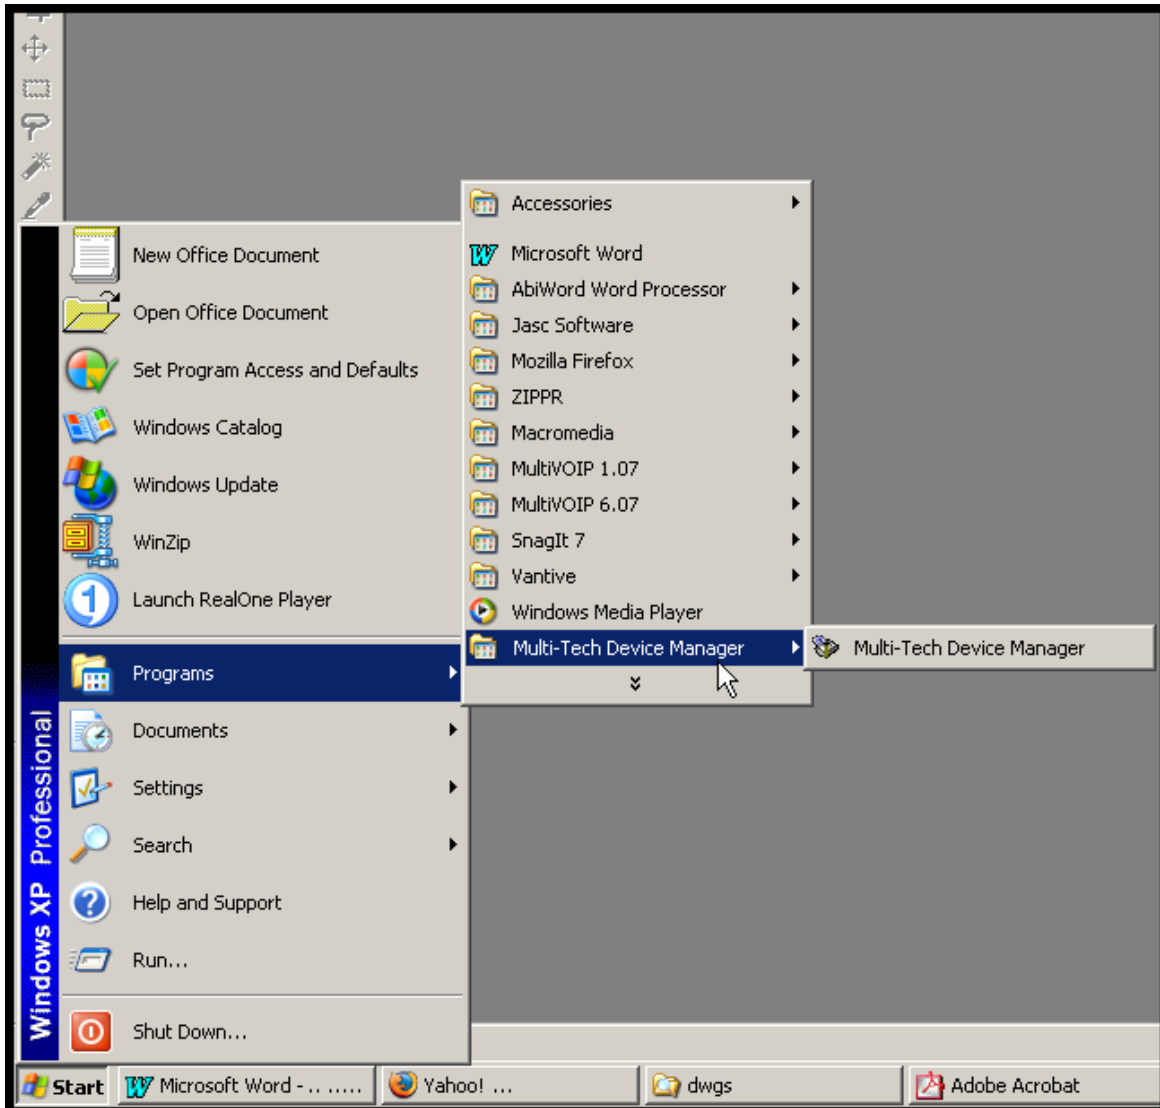 New Office Document
Open Office Document
Set Program Access and Defaults
Windows Catalog
Windows Update
WinZip
Launch RealOne Player
Programs
Documents
Settings
Search
Help and Support
Run...
Shut Down...
Windows XP Professional
Accessories
Microsoft Word
AbiWord Word Processor
Jasc Software
Mozilla Firefox
ZIPPR
Macromedia
MultiVOIP 1.07
MultiVOIP 6.07
SnagIt 7
Vantive
Windows Media Player
Multi-Tech Device Manager
Multi-Tech Device Manager
Start
Microsoft Word - .. .....
Yahoo! ...
dwgs
Adobe Acrobat